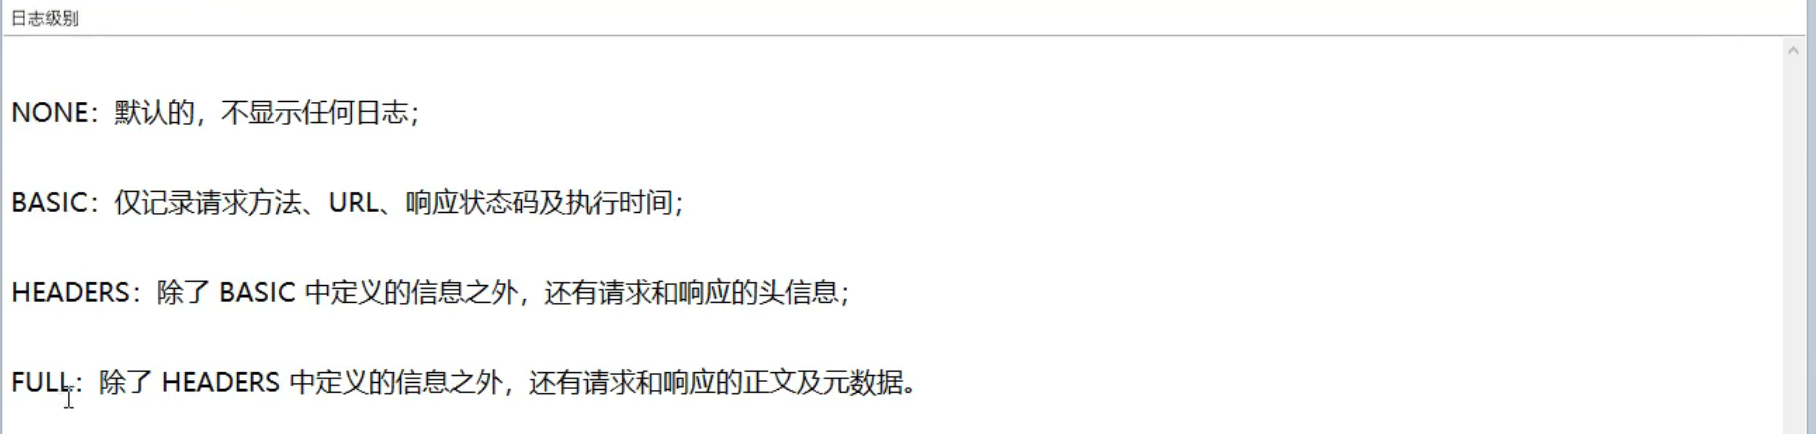 日志级别
NONE：默认的，不显示任何日志；
BASIC：仅记录请求方法、URL、响应状态码及执行时间；
HEADERS：除了 BASIC 中定义的信息之外，还有请求和响应的头信息；
FULL：除了 HEADERS 中定义的信息之外，还有请求和响应的正文及元数据。